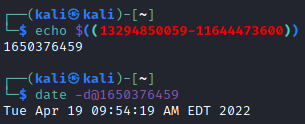 ┌──(kali㉿kali)-[~]
└─$ echo $((13294850059-11644473600))
1650376459
┌──(kali㉿kali)-[~]
└─$ date -d@1650376459
Tue Apr 19 09:54:19 AM EDT 2022